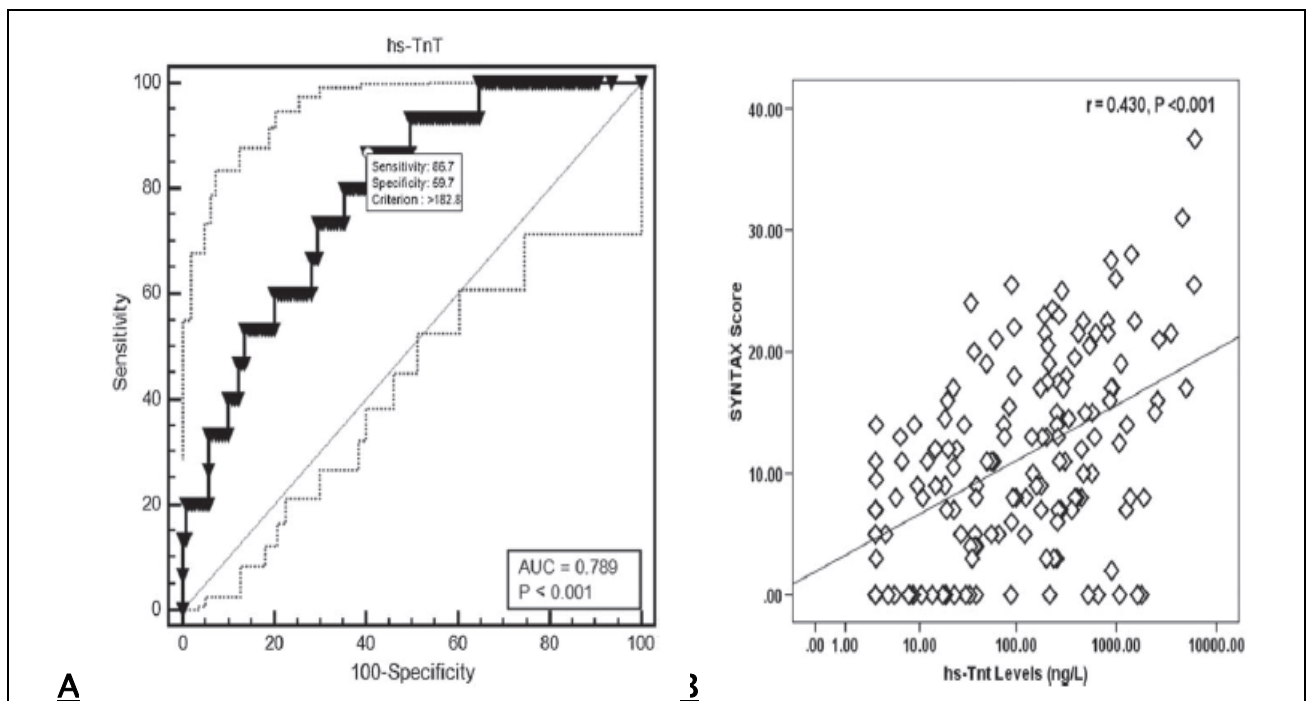 hs-TnT
100
80
60
40
20
0
Sensitivity
Sensitivity: 86.7
Specificity: 59.7
Criterion : >182.8
AUC = 0.789
P < 0.001
0 20 40 60 80 100
100-Specificity
A
r = 0.430, P <0.001
40.00
30.00
20.00
10.00
.00
SYNTAX Score
.00 1.00 10.00 100.00 1000.00 10000.00
hs-Tnt Levels (ng/L)
B